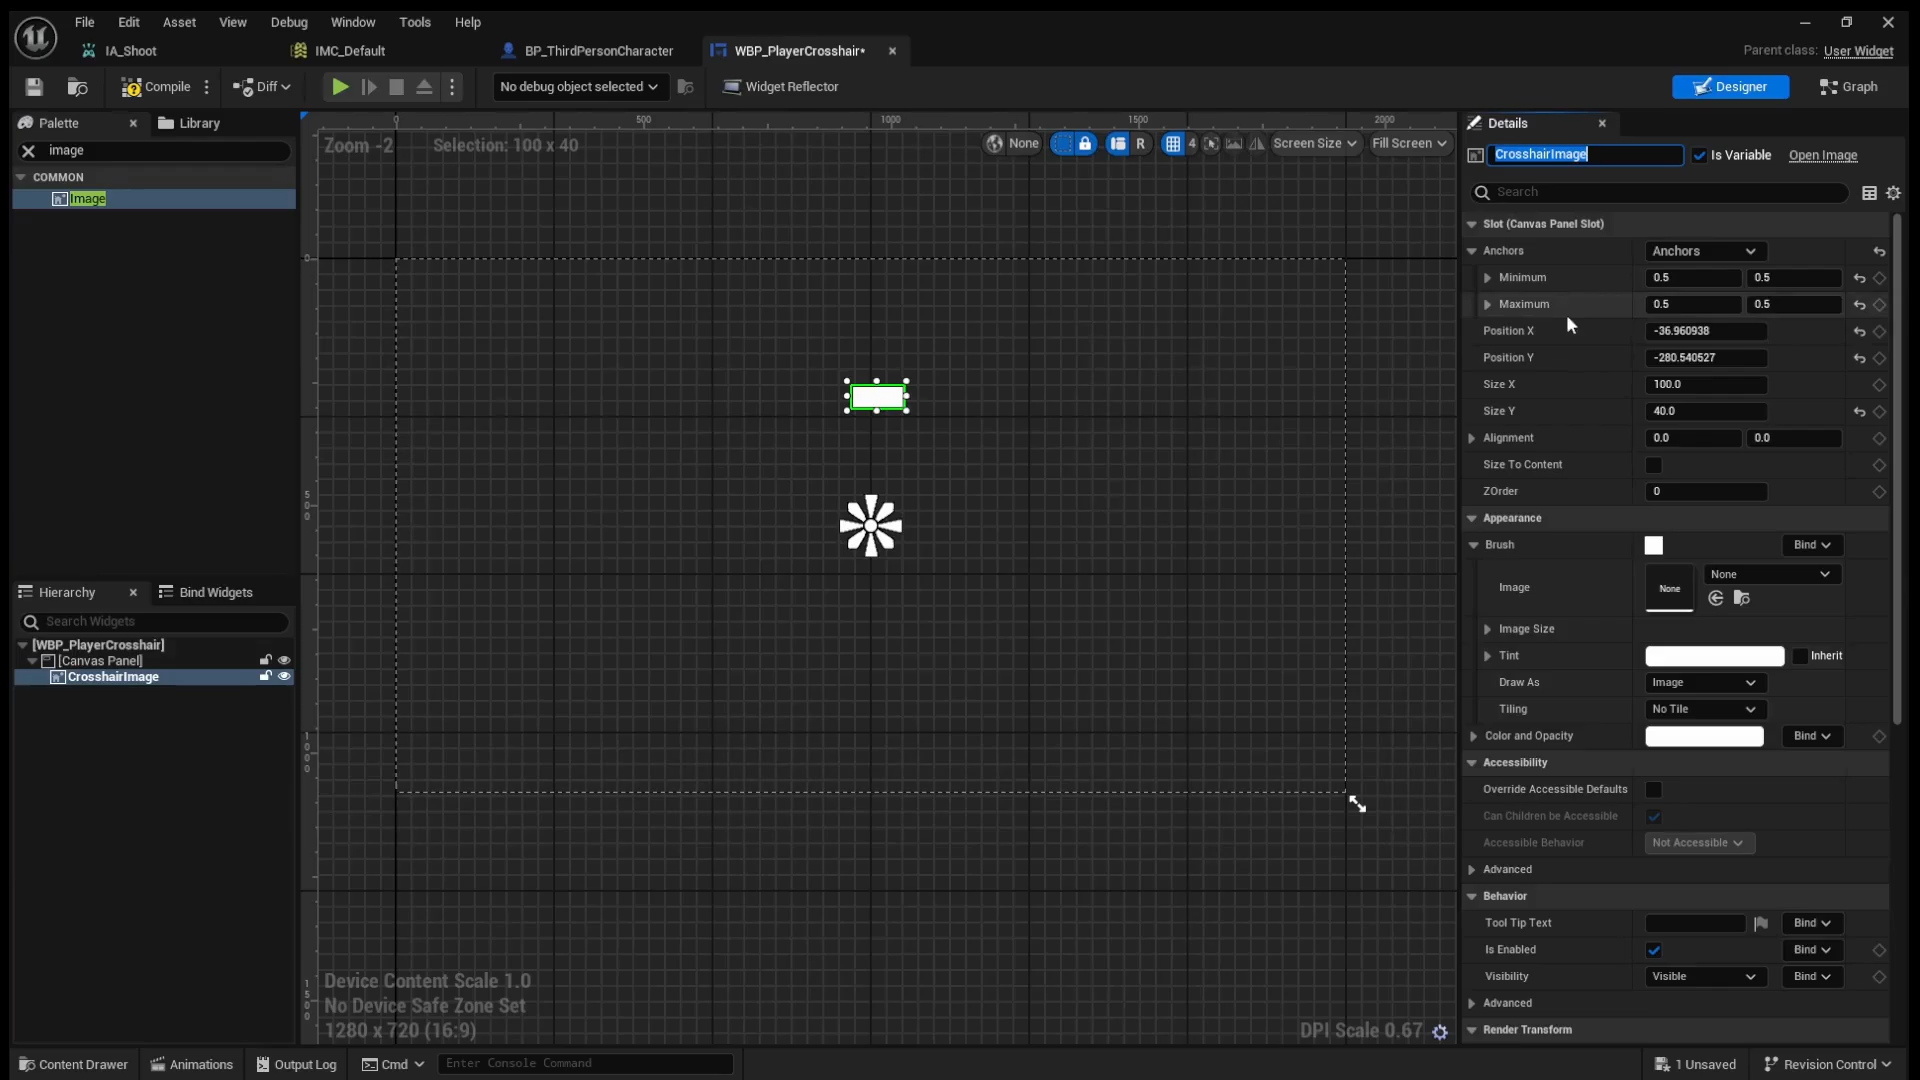 File Edit Asset View Debug Window Tools Help
IA_Shoot IMC_Default BP_ThirdPersonCharacter WBP_PlayerCrosshair* Parent class: User Widget
Compile Diff No debug object selected Widget Reflector Designer Graph
Palette Library
image
COMMON
Image
Hierarchy Bind Widgets
Search Widgets
[WBP_PlayerCrosshair]
[Canvas Panel]
CrosshairImage
0 500 1000 1500 2000
Zoom -2 Selection: 100 x 40 None R 4 Screen Size Fill Screen
0
500
1000
1500
Device Content Scale 1.0
No Device Safe Zone Set
1280 x 720 (16:9) DPI Scale 0.67
Details
CrosshairImage Is Variable Open Image
Search
Slot (Canvas Panel Slot)
Anchors Anchors
Minimum 0.5 0.5
Maximum 0.5 0.5
Position X -36.960938
Position Y -280.540527
Size X 100.0
Size Y 40.0
Alignment 0.0 0.0
Size To Content
ZOrder 0
Appearance
Brush Bind
Image None None
Image Size
Tint Inherit
Draw As Image
Tiling No Tile
Color and Opacity Bind
Accessibility
Override Accessible Defaults
Can Children be Accessible
Accessible Behavior Not Accessible
Advanced
Behavior
Tool Tip Text Bind
Is Enabled Bind
Visibility Visible Bind
Advanced
Render Transform
Content Drawer Animations Output Log Cmd Enter Console Command 1 Unsaved Revision Control